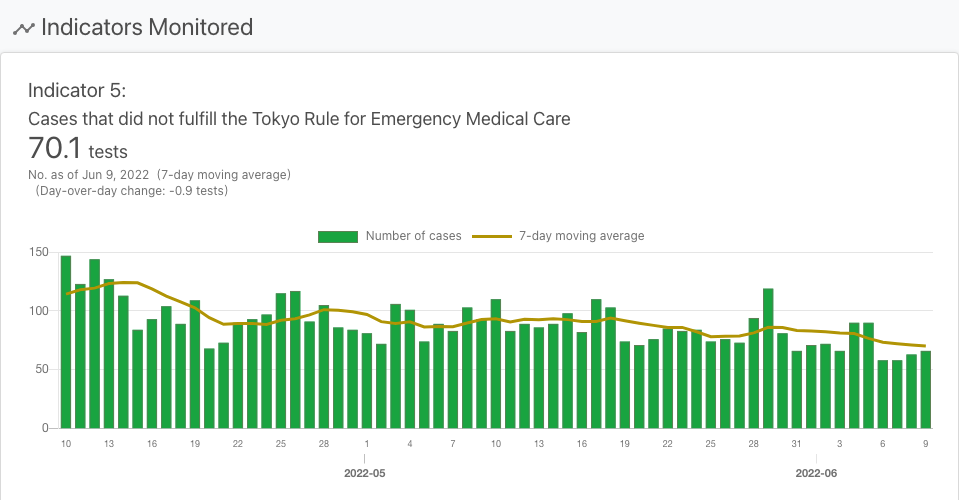 Indicators Monitored
Indicator 5:
Cases that did not fulfill the Tokyo Rule for Emergency Medical Care
70.1 tests
No. as of Jun 9, 2022 (7-day moving average)
(Day-over-day change: -0.9 tests)
Number of cases 7-day moving average
150
100
50
0
10 13 16 19 22 25 28 1 4 7 10 13 16 19 22 25 28 31 3 6 9
2022-05 2022-06